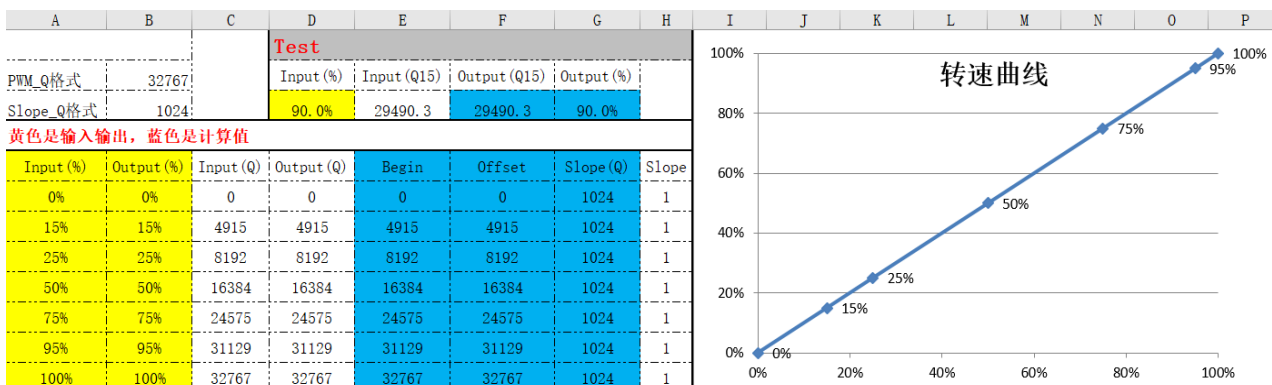 A B C D E F G H I J K L M N O P
Test
PWM_Q格式 32767 Input(%) Input(Q15) Output(Q15) Output(%)
Slope_Q格式 1024 90.0% 29490.3 29490.3 90.0%
黄色是输入输出，蓝色是计算值
Input(%) Output(%) Input(Q) Output(Q) Begin Offset Slope(Q) Slope
0% 0% 0 0 0 0 1024 1
15% 15% 4915 4915 4915 4915 1024 1
25% 25% 8192 8192 8192 8192 1024 1
50% 50% 16384 16384 16384 16384 1024 1
75% 75% 24575 24575 24575 24575 1024 1
95% 95% 31129 31129 31129 31129 1024 1
100% 100% 32767 32767 32767 32767 1024 1
转速曲线
100%
80%
60%
40%
20%
0%
100%
95%
75%
50%
25%
15%
0%
0% 20% 40% 60% 80% 100%